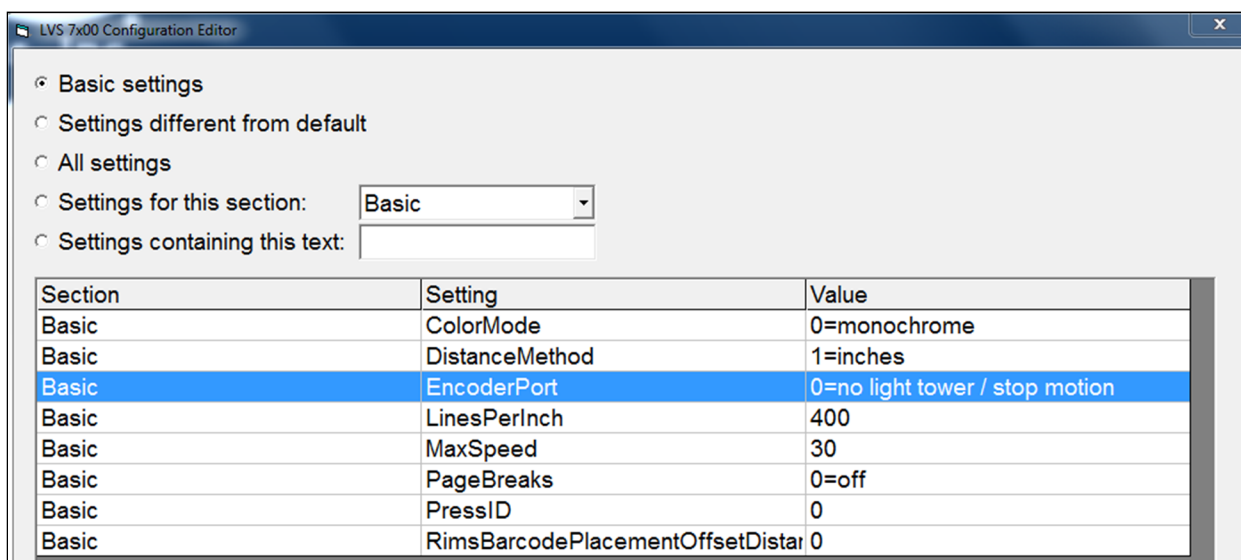 LVS 7x00 Configuration Editor
Basic settings
Settings different from default
All settings
Settings for this section: Basic
Settings containing this text:
Section Setting Value
Basic ColorMode 0=monochrome
Basic DistanceMethod 1=inches
Basic EncoderPort 0=no light tower / stop motion
Basic LinesPerInch 400
Basic MaxSpeed 30
Basic PageBreaks 0=off
Basic PressID 0
Basic RimsBarcodePlacementOffsetDistar 0